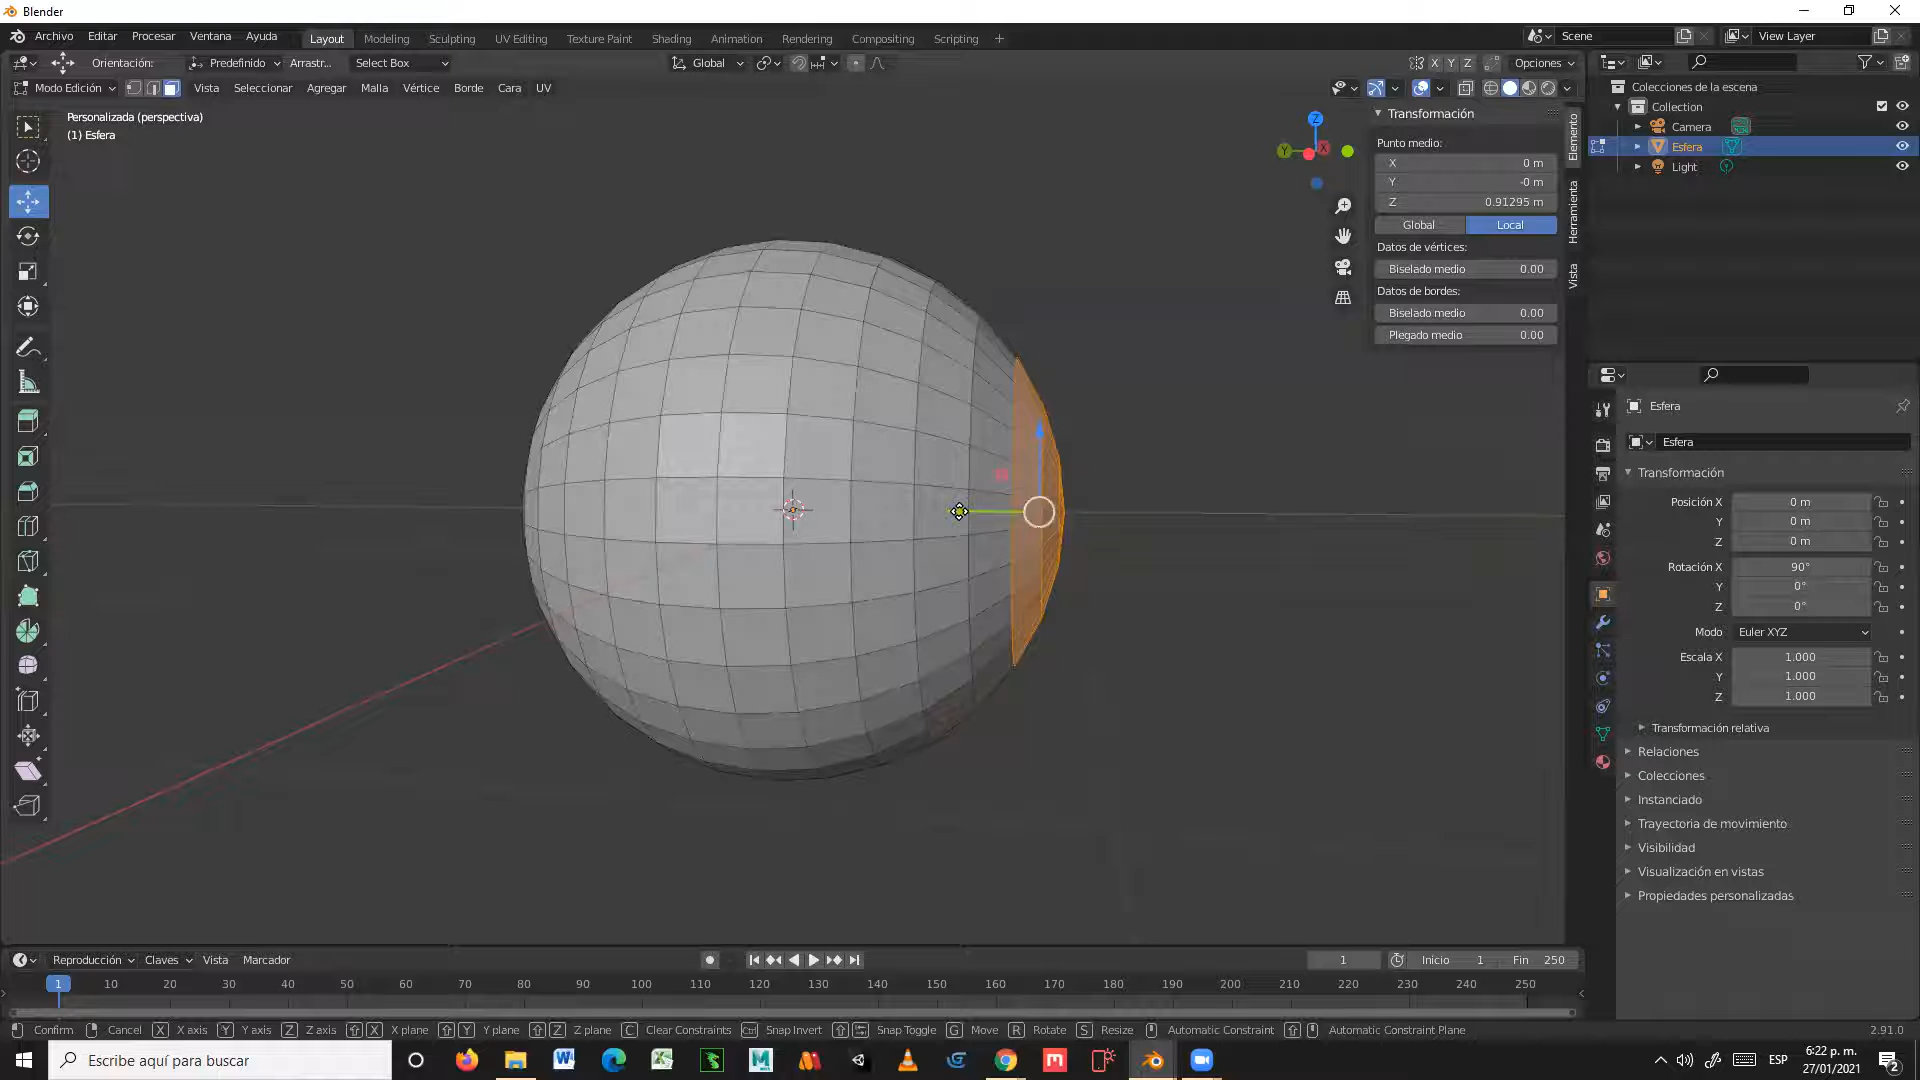 Blender
Archivo Editar Procesar Ventana Ayuda Layout Modeling Sculpting UV Editing Texture Paint Shading Animation Rendering Compositing Scripting + Scene View Layer
Orientación: Predefinido Arrastr... Select Box Global X Y Z Opciones
Modo Edición Vista Seleccionar Agregar Malla Vértice Borde Cara UV
Personalizada (perspectiva)
(1) Esfera
Z
Y
X
Transformación
Punto medio:
X 0 m
Y -0 m
Z 0.91295 m
Global Local
Datos de vértices:
Biselado medio 0.00
Datos de bordes:
Biselado medio 0.00
Plegado medio 0.00
Elemento
Herramienta
Vista
Colecciones de la escena
Collection
Camera
Esfera
Light
Esfera
Esfera
Transformación
Posición X 0 m
Y 0 m
Z 0 m
Rotación X 90°
Y 0°
Z 0°
Modo Euler XYZ
Escala X 1.000
Y 1.000
Z 1.000
Transformación relativa
Relaciones
Colecciones
Instanciado
Trayectoria de movimiento
Visibilidad
Visualización en vistas
Propiedades personalizadas
Reproducción Claves Vista Marcador 1 Inicio 1 Fin 250
1 10 20 30 40 50 60 70 80 90 100 110 120 130 140 150 160 170 180 190 200 210 220 230 240 250
Confirm Cancel X X axis Y Y axis Z Z axis X X plane Y Y plane Z Z plane C Clear Constraints Ctrl Snap Invert Snap Toggle G Move R Rotate S Resize Automatic Constraint Automatic Constraint Plane 2.91.0
Escribe aquí para buscar
ESP
6:22 p. m.
27/01/2021
2